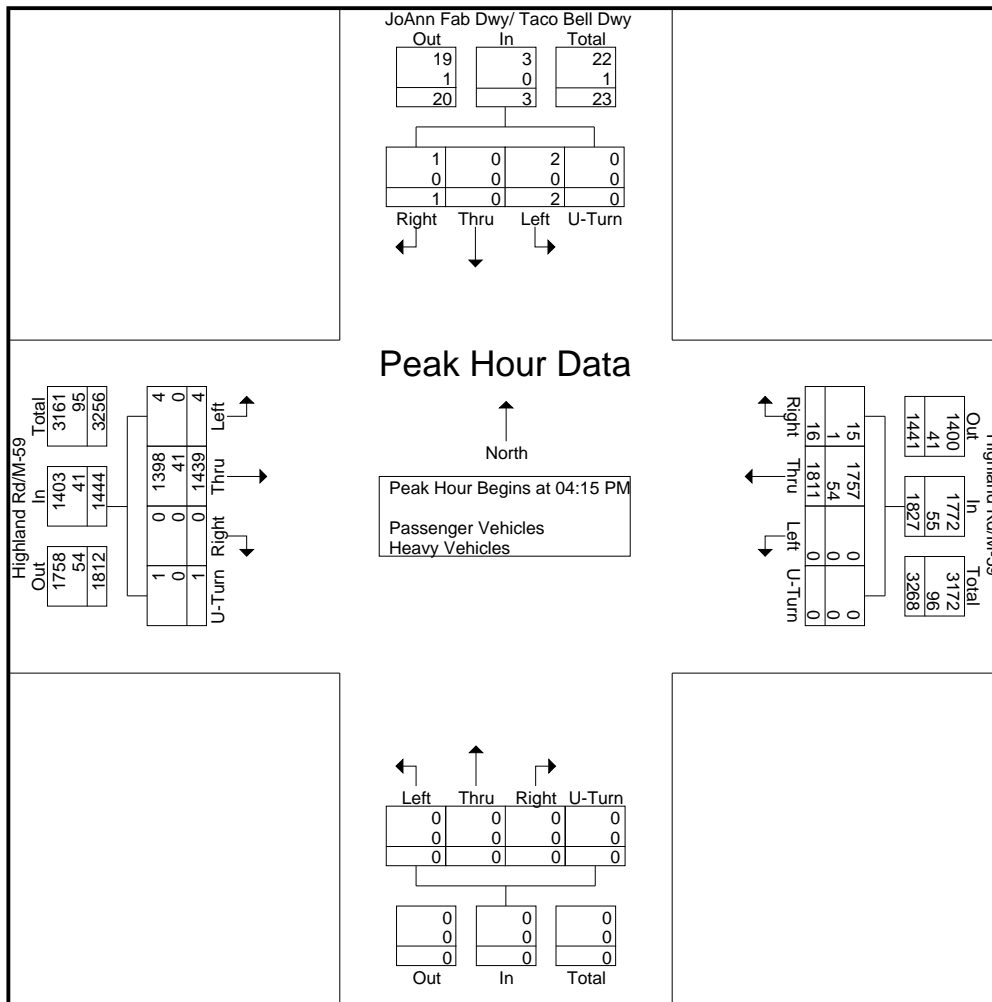 JoAnn Fab Dwy/ Taco Bell Dwy
Out In Total
19 3 22
1 0 1
20 3 23
1 0 2 0
0 0 0 0
1 0 2 0
Right Thru Left U-Turn
Peak Hour Data
North
Peak Hour Begins at 04:15 PM
Passenger Vehicles
Heavy Vehicles
Highland Rd/M-59
Out In Total
1758 1403 3161
54 41 95
1812 1444 3256
1 0 1398 4
0 0 41 0
1 0 1439 4
U-Turn Right Thru Left
Highland Rd/M-59
Out In Total
1400 1772 3172
41 55 96
1441 1827 3268
15 1757 0 0
1 54 0 0
16 1811 0 0
Right Thru Left U-Turn
Left Thru Right U-Turn
0 0 0 0
0 0 0 0
0 0 0 0
0 0 0
0 0 0
0 0 0
Out In Total